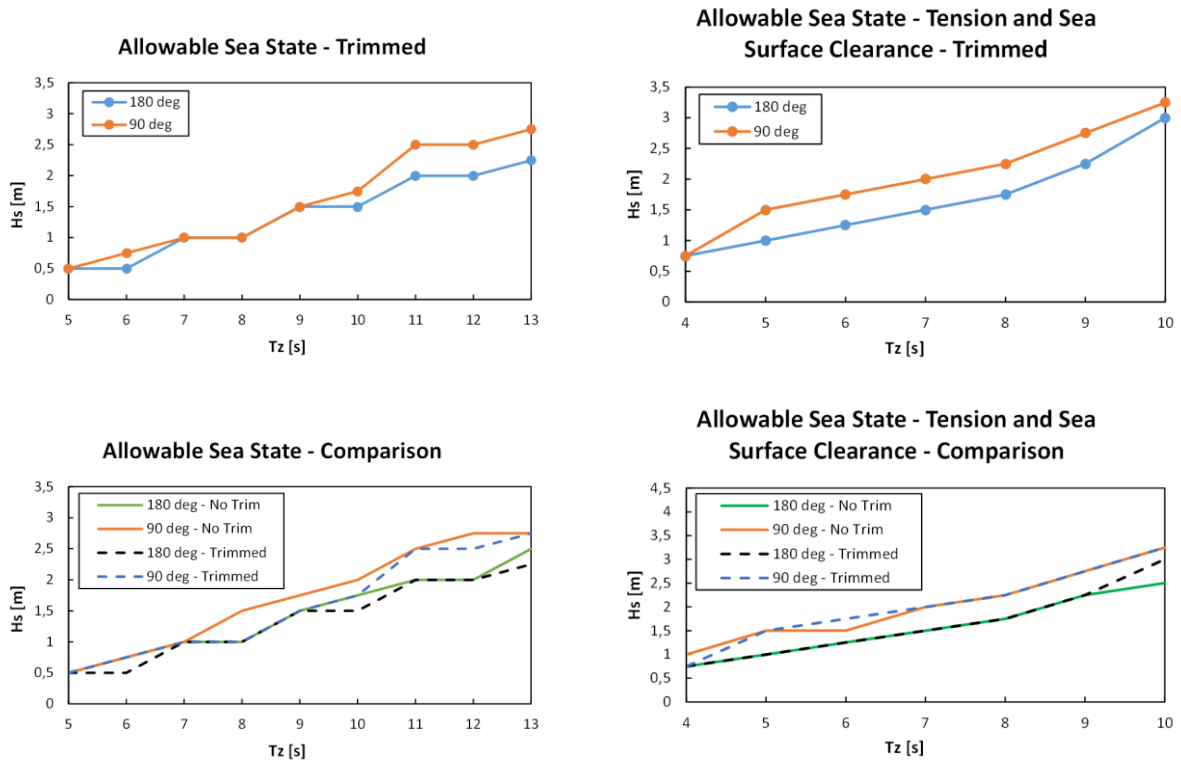 Allowable Sea State - Trimmed
3,5
3
2,5
2
1,5
1
0,5
0
Hs [m]
180 deg
90 deg
5 6 7 8 9 10 11 12 13
Tz [s]
Allowable Sea State - Tension and Sea
Surface Clearance - Trimmed
3,5
3
2,5
2
1,5
1
0,5
0
Hs [m]
180 deg
90 deg
4 5 6 7 8 9 10
Tz [s]
Allowable Sea State - Comparison
3,5
3
2,5
2
1,5
1
0,5
0
Hs [m]
180 deg - No Trim
90 deg - No Trim
180 deg - Trimmed
90 deg - Trimmed
5 6 7 8 9 10 11 12 13
Tz [s]
Allowable Sea State - Tension and Sea
Surface Clearance - Comparison
4,5
4
3,5
3
2,5
2
1,5
1
0,5
0
Hs [m]
180 deg - No Trim
90 deg - No Trim
180 deg - Trimmed
90 deg - Trimmed
4 5 6 7 8 9 10
Tz [s]